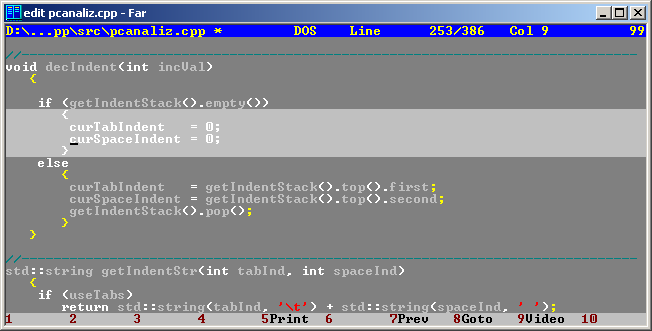 edit pcanaliz.cpp - Far
D:\...pp\src\pcanaliz.cpp * DOS Line 253/386 Col 9 99
//
void decIndent(int incVal)
{
if (getIndentStack().empty())
{
curTabIndent = 0;
curSpaceIndent = 0;
}
else
{
curTabIndent = getIndentStack().top().first;
curSpaceIndent = getIndentStack().top().second;
getIndentStack().pop();
}
}
//
std::string getIndentStr(int tabInd, int spaceInd)
{
if (useTabs)
return std::string(tabInd, '\t') + std::string(spaceInd, ' ');
1 2 3 4 5Print 6 7Prev 8Goto 9Video 10